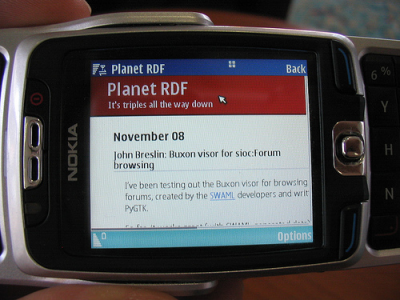 Planet RDF
Back
Planet RDF
It's triples all the way down
November 08
John Breslin: Buxon visor for sioc:Forum
browsing
I've been testing out the Buxon visor for browsing
forums, created by the SWAML developers and writ
PyGTK.
Options
NOKIA
6 %
Y
H
N